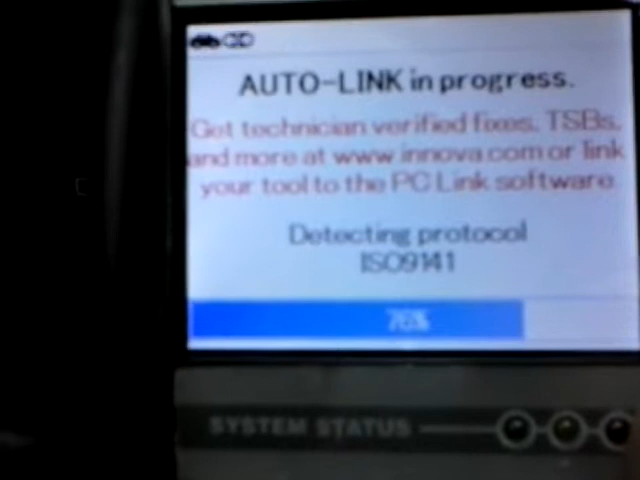 AUTO-LINK in progress.
Get technician verified fixes, TSBs,
and more at www.innova.com or link
your tool to the PC Link software
Detecting protocol
ISO9141
76%
SYSTEM STATUS